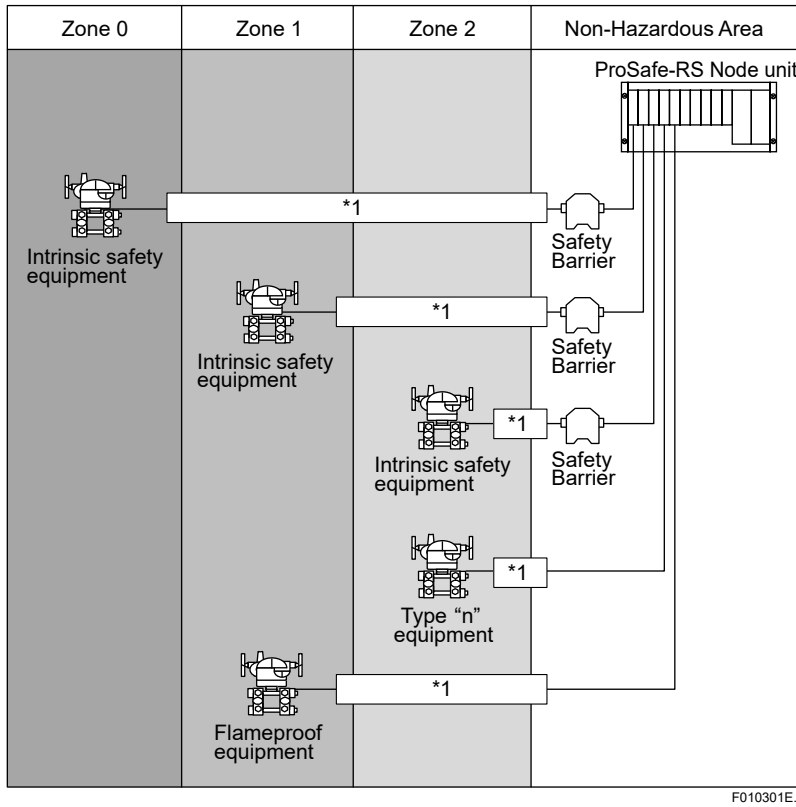 Zone 0
Zone 1
Zone 2
Non-Hazardous Area
ProSafe-RS Node unit
*1
Intrinsic safety
equipment
Safety
Barrier
*1
Intrinsic safety
equipment
Safety
Barrier
*1
Intrinsic safety
equipment
Safety
Barrier
*1
Type “n”
equipment
*1
Flameproof
equipment
F010301E.